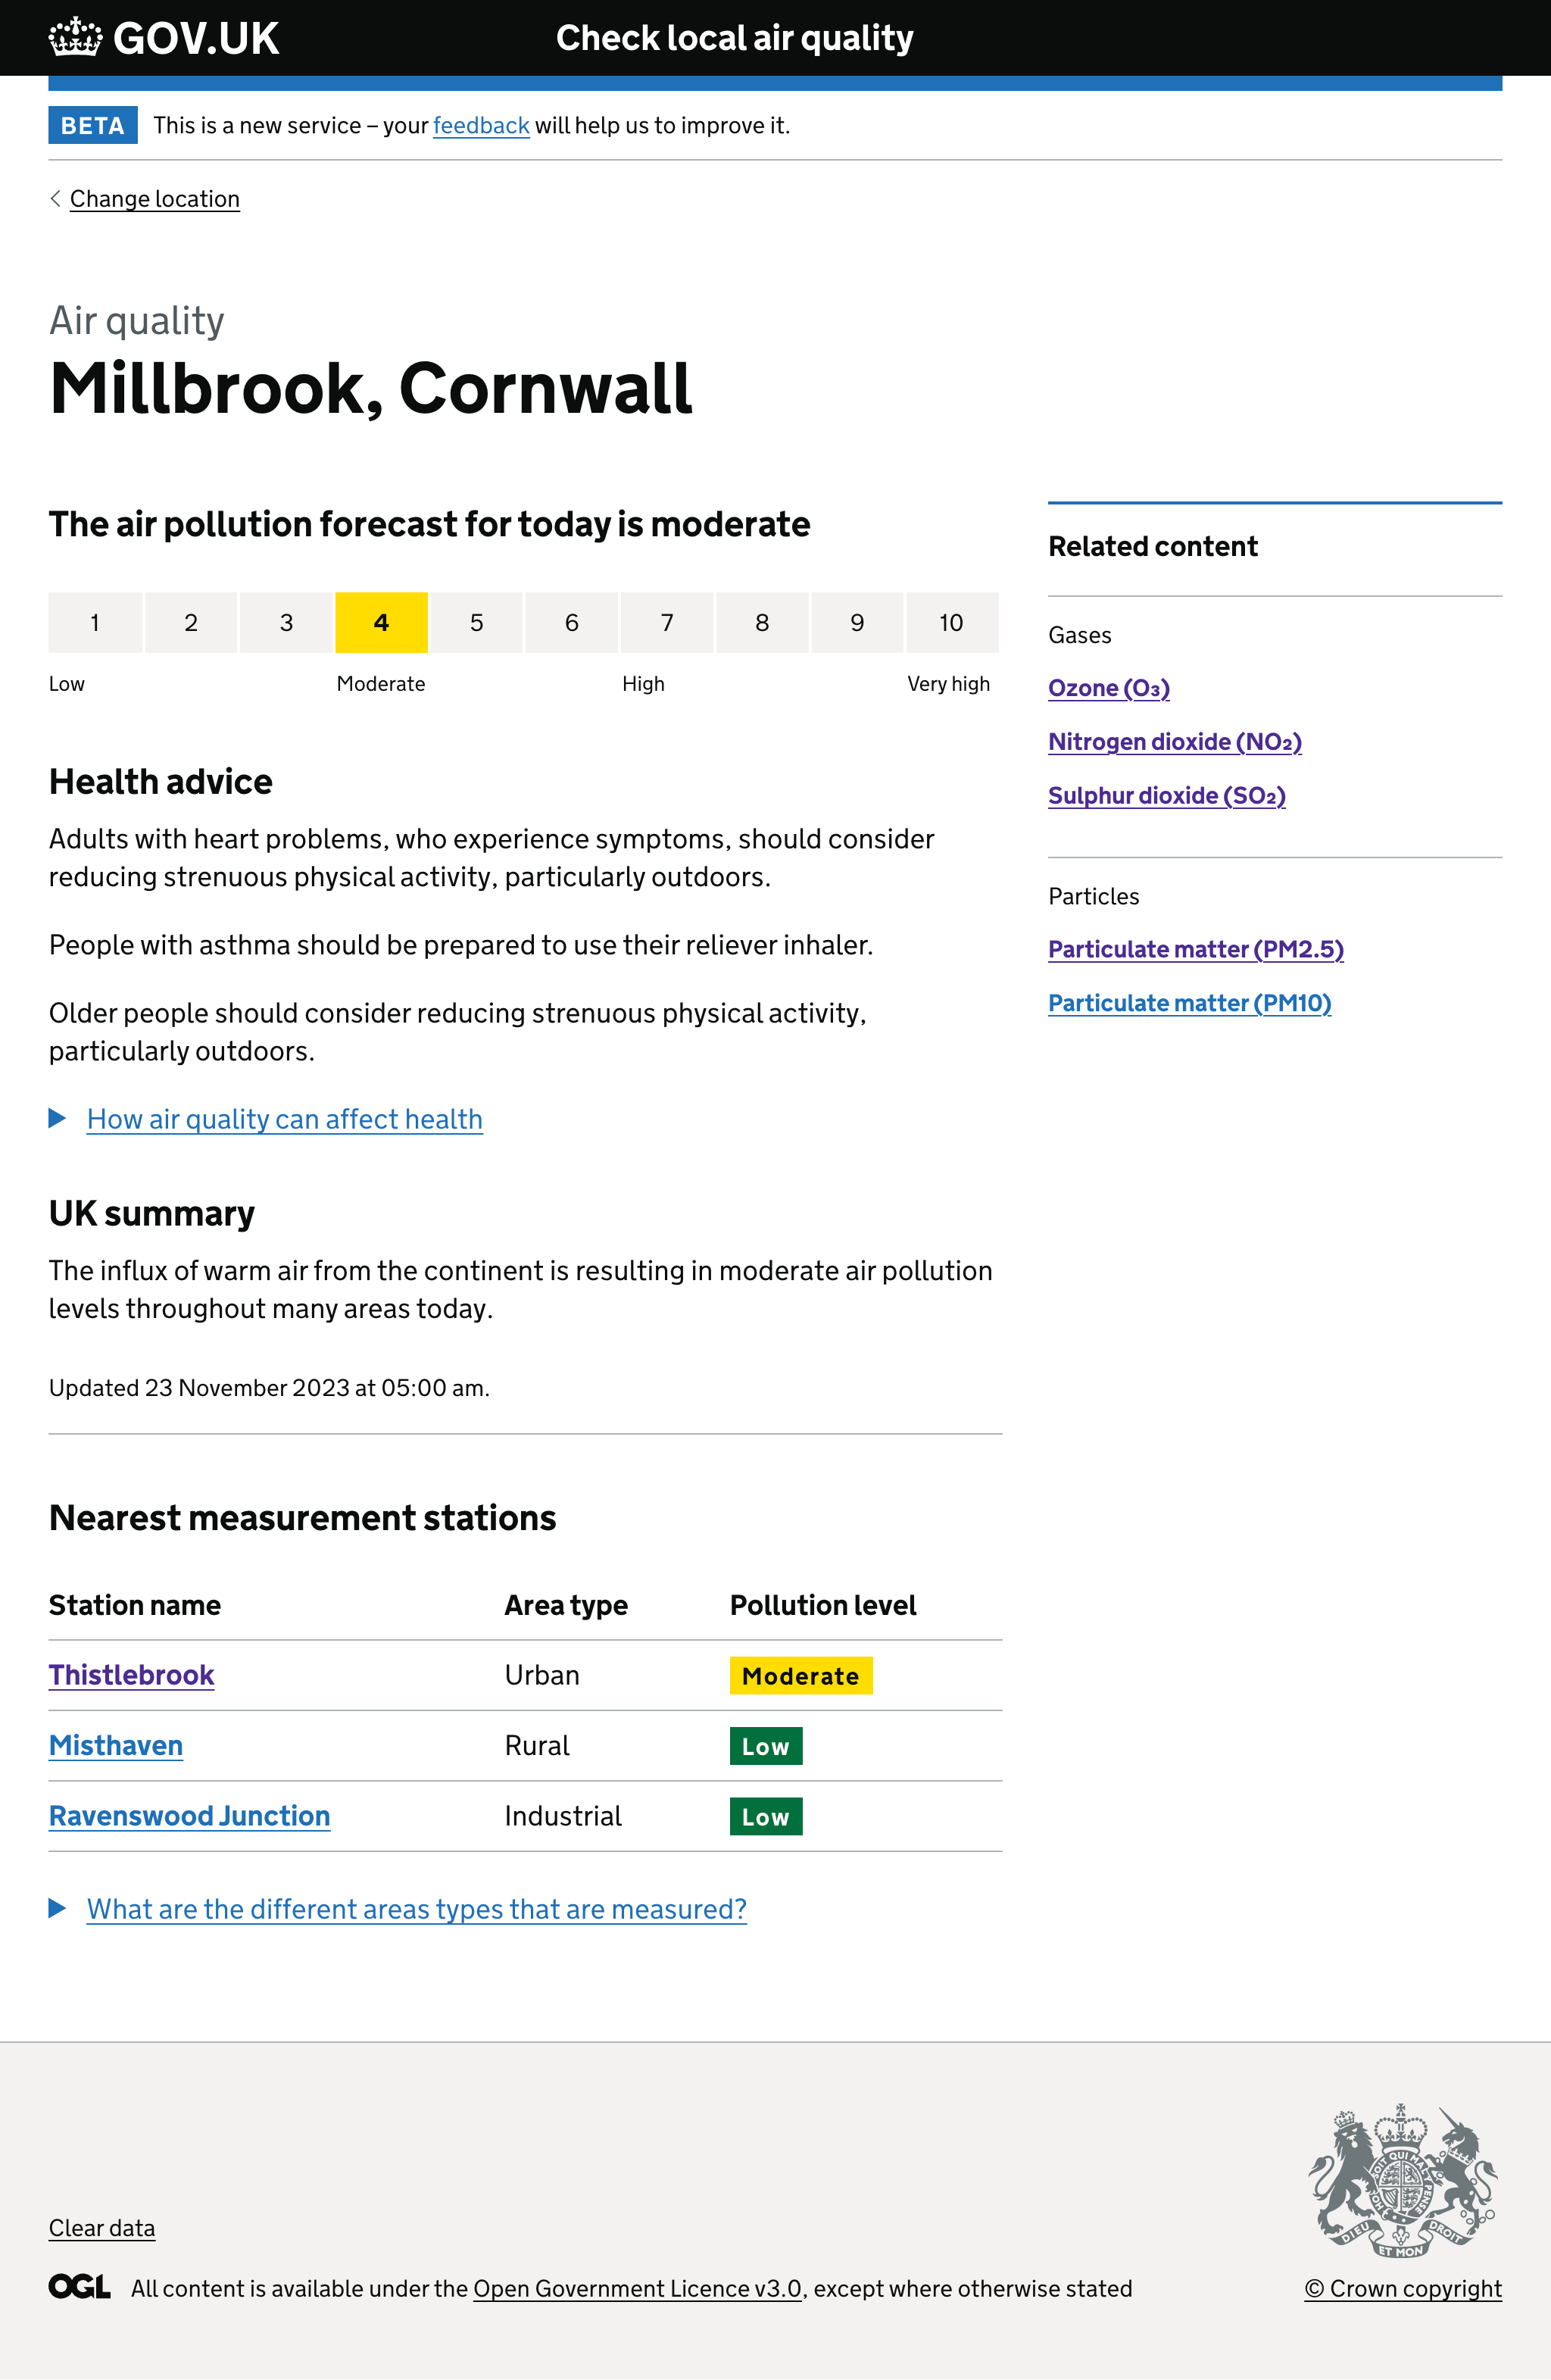 GOV.UK
Check local air quality
BETA This is a new service – your feedback will help us to improve it.
Change location
Air quality
Millbrook, Cornwall
The air pollution forecast for today is moderate
1 2 3 4 5 6 7 8 9 10
Low Moderate High Very high
Health advice
Adults with heart problems, who experience symptoms, should consider
reducing strenuous physical activity, particularly outdoors.
People with asthma should be prepared to use their reliever inhaler.
Older people should consider reducing strenuous physical activity,
particularly outdoors.
How air quality can affect health
UK summary
The influx of warm air from the continent is resulting in moderate air pollution
levels throughout many areas today.
Updated 23 November 2023 at 05:00 am.
Nearest measurement stations
Station name Area type Pollution level
Thistlebrook Urban Moderate
Misthaven Rural Low
Ravenswood Junction Industrial Low
What are the different areas types that are measured?
Related content
Gases
Ozone (O₃)
Nitrogen dioxide (NO₂)
Sulphur dioxide (SO₂)
Particles
Particulate matter (PM2.5)
Particulate matter (PM10)
Clear data
OGL All content is available under the Open Government Licence v3.0, except where otherwise stated
DIEU ET MON DROIT
© Crown copyright